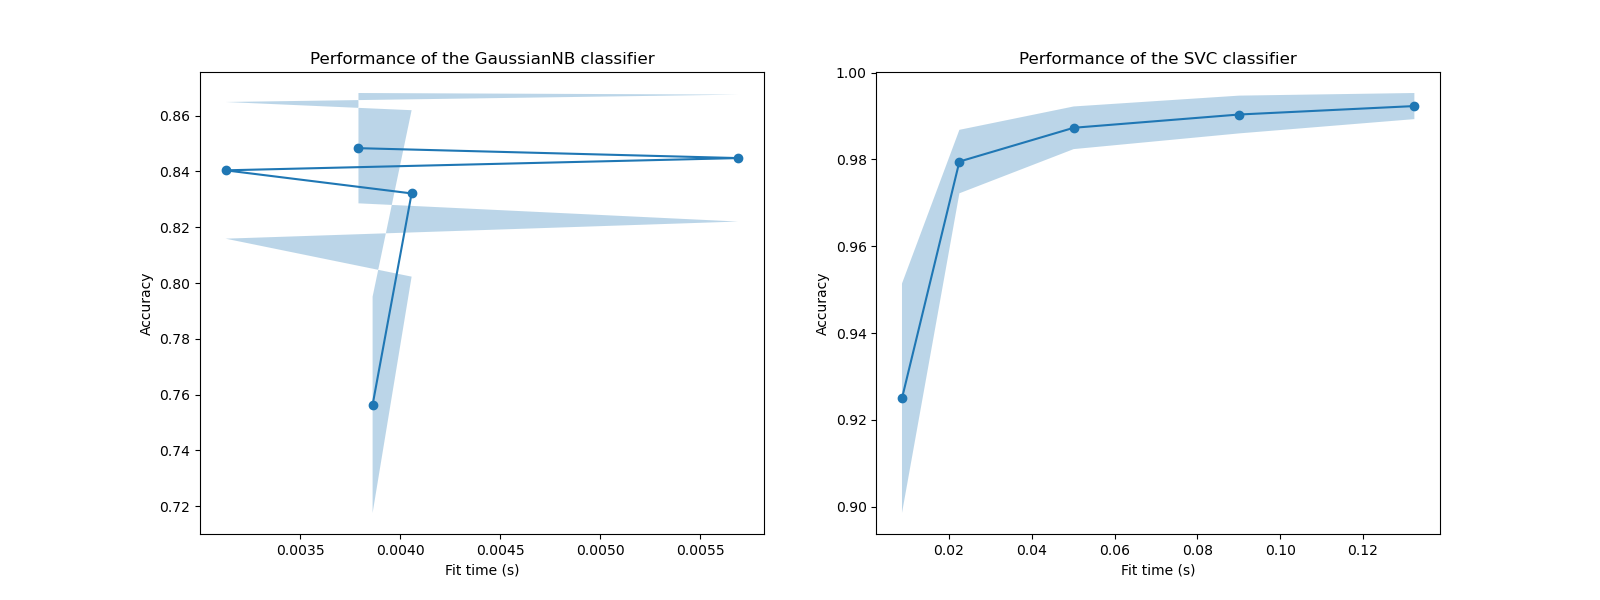 Performance of the GaussianNB classifier
Accuracy
0.86
0.84
0.82
0.80
0.78
0.76
0.74
0.72
0.0035 0.0040 0.0045 0.0050 0.0055
Fit time (s)
Performance of the SVC classifier
Accuracy
1.00
0.98
0.96
0.94
0.92
0.90
0.02 0.04 0.06 0.08 0.10 0.12
Fit time (s)